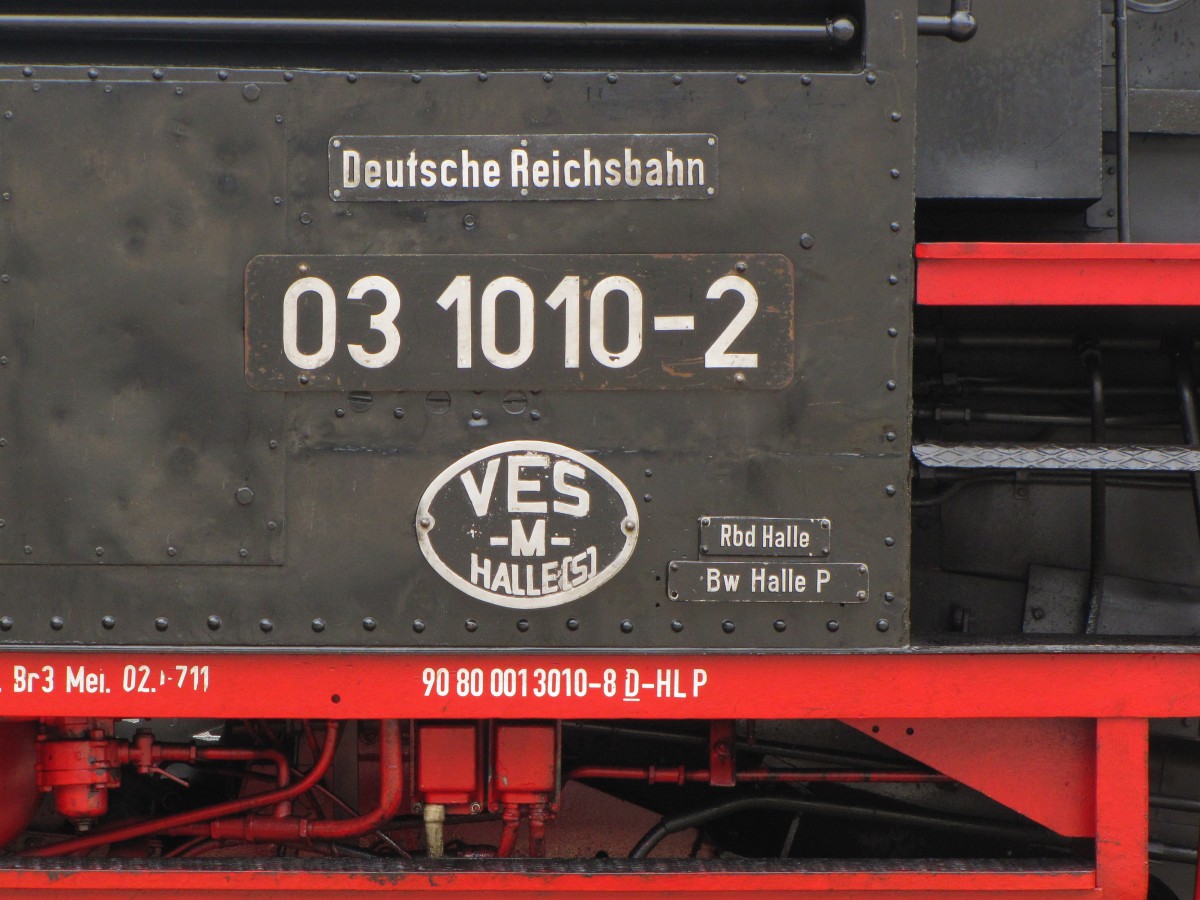 Deutsche Reichsbahn
03 1010-2
VES
-M-
HALLE(S)
Rbd Halle
Bw Halle P
Br3 Mei.
90 80 001 3010-8 D-HL P